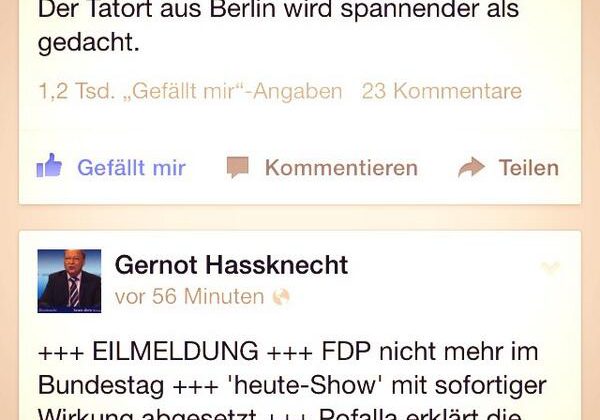 Der Tatort aus Berlin wird spannender als
gedacht.
1,2 Tsd. „Gefällt mir“-Angaben 23 Kommentare
Gefällt mir Kommentieren Teilen
Gernot Hassknecht
vor 56 Minuten
+++ EILMELDUNG +++ FDP nicht mehr im
Bundestag +++ 'heute-Show' mit sofortiger
Wirkung abgesetzt +++ Pofalla erklärt die